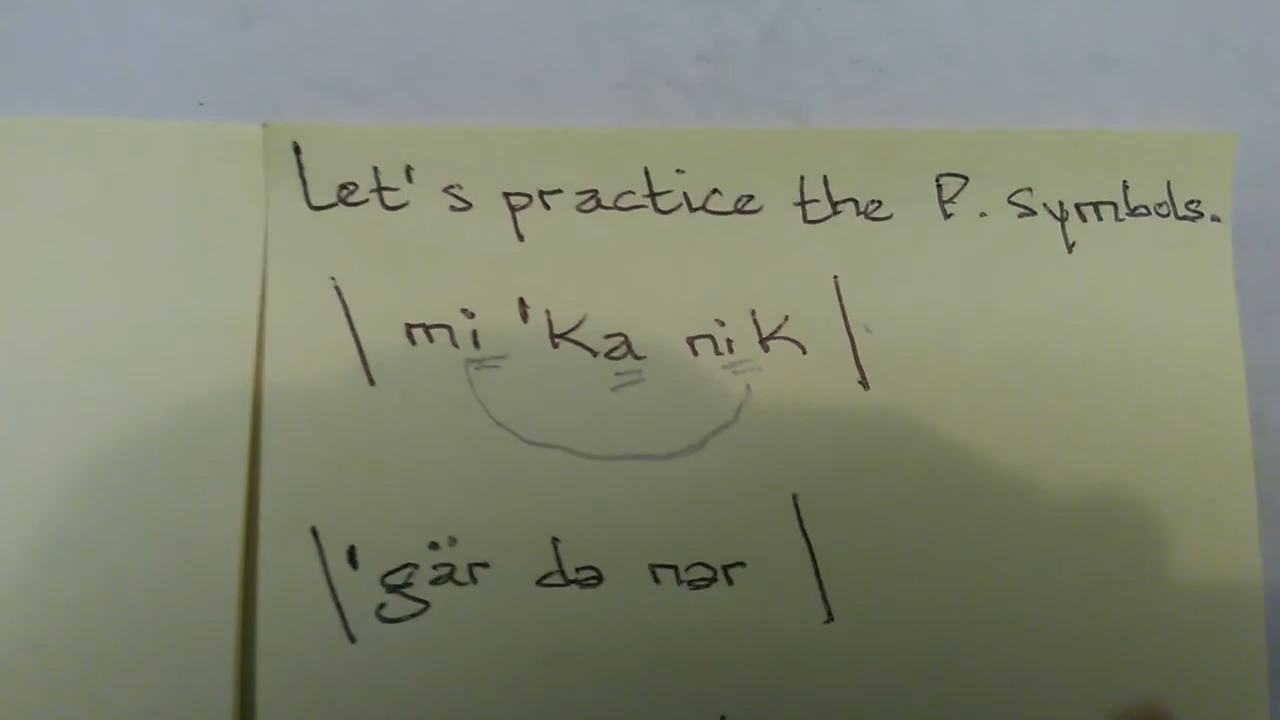 Let's practice the P. Symbols.
| mi 'Ka nik |
| 'gär də nər |